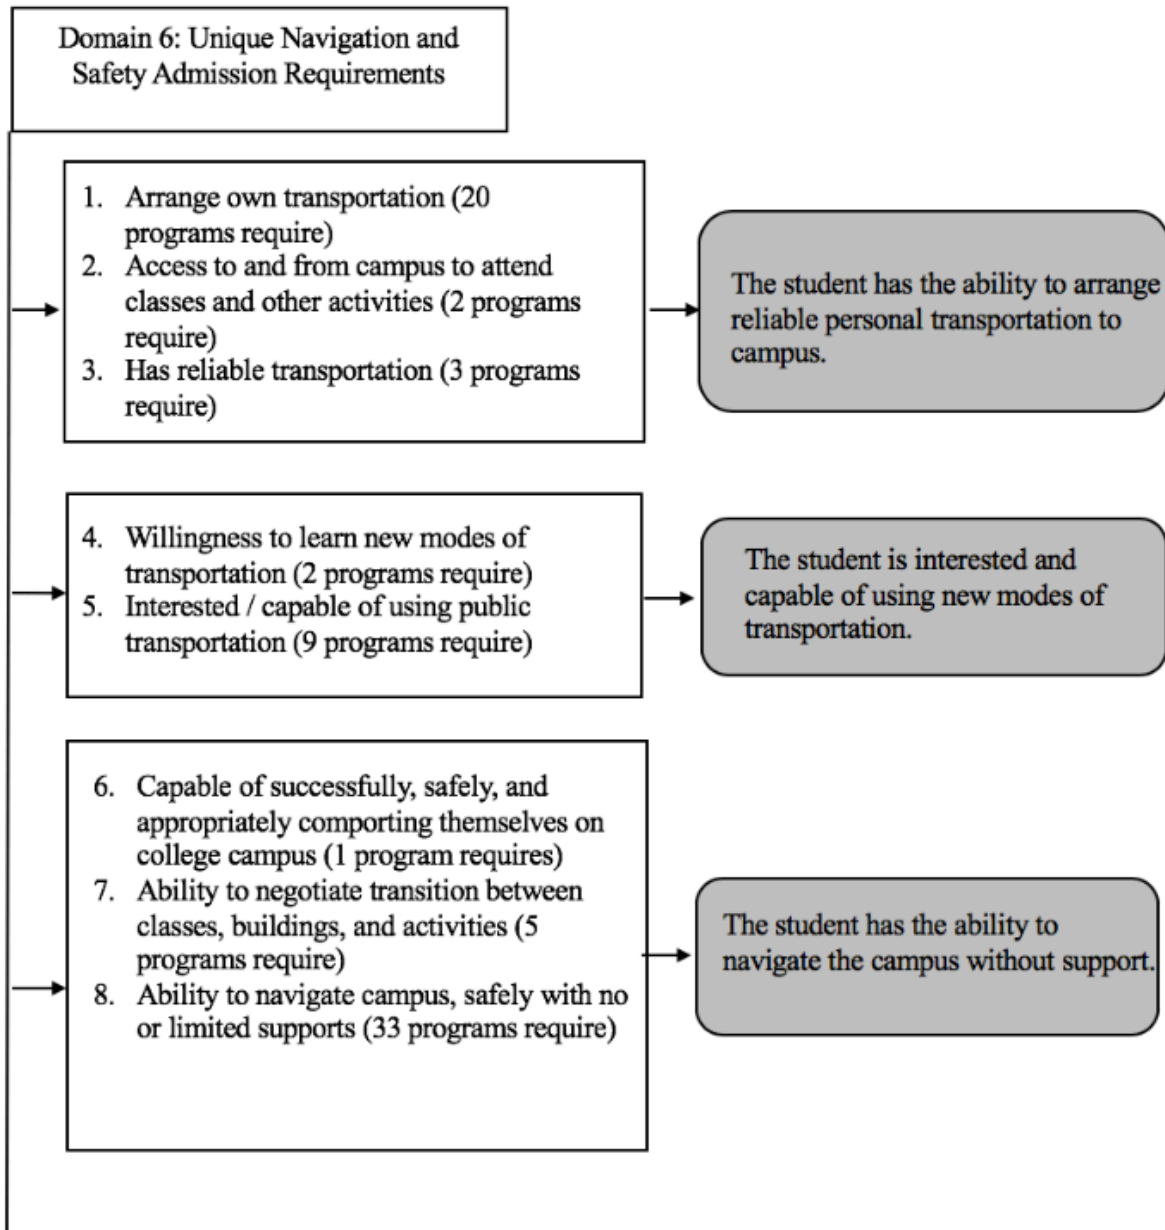 Domain 6: Unique Navigation and
Safety Admission Requirements
1. Arrange own transportation (20
programs require)
2. Access to and from campus to attend
classes and other activities (2 programs
require)
3. Has reliable transportation (3 programs
require)
The student has the ability to arrange
reliable personal transportation to
campus.
4. Willingness to learn new modes of
transportation (2 programs require)
5. Interested / capable of using public
transportation (9 programs require)
The student is interested and
capable of using new modes of
transportation.
6. Capable of successfully, safely, and
appropriately comporting themselves on
college campus (1 program requires)
7. Ability to negotiate transition between
classes, buildings, and activities (5
programs require)
8. Ability to navigate campus, safely with no
or limited supports (33 programs require)
The student has the ability to
navigate the campus without support.